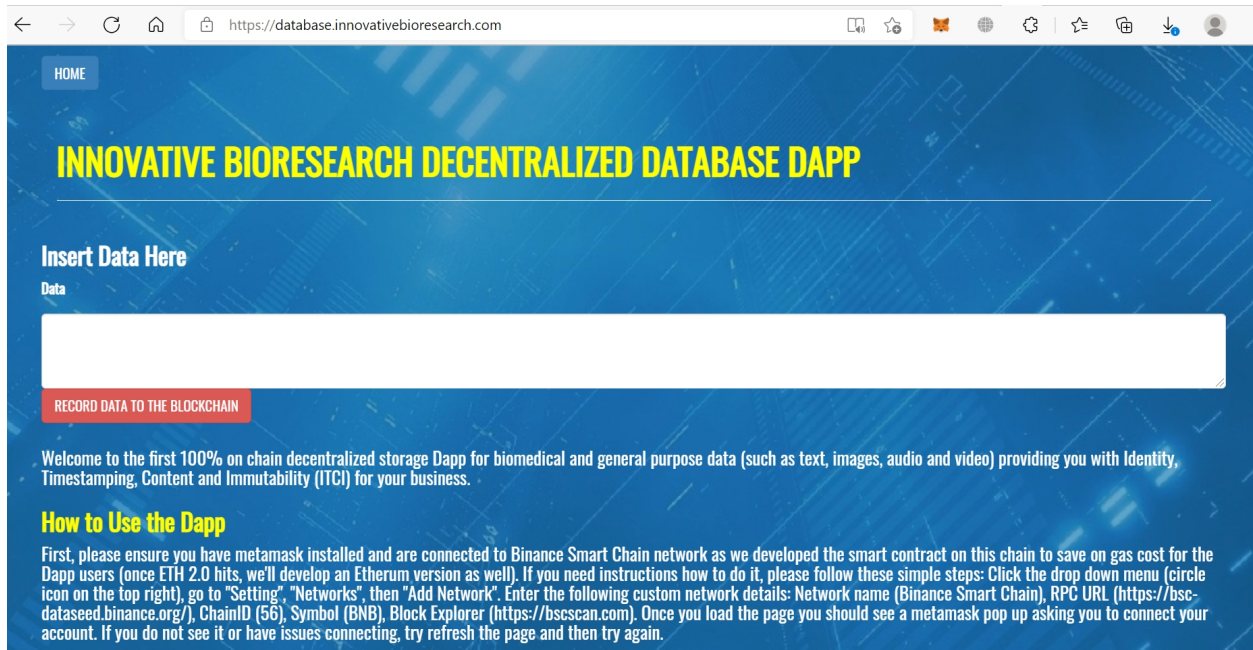 https://database.innovativebioresearch.com
HOME
INNOVATIVE BIORESEARCH DECENTRALIZED DATABASE DAPP
Insert Data Here
Data
RECORD DATA TO THE BLOCKCHAIN
Welcome to the first 100% on chain decentralized storage Dapp for biomedical and general purpose data (such as text, images, audio and video) providing you with Identity,
Timestamping, Content and Immutability (ITCI) for your business.
How to Use the Dapp
First, please ensure you have metamask installed and are connected to Binance Smart Chain network as we developed the smart contract on this chain to save on gas cost for the
Dapp users (once ETH 2.0 hits, we'll develop an Etherum version as well). If you need instructions how to do it, please follow these simple steps: Click the drop down menu (circle
icon on the top right), go to "Setting", "Networks", then "Add Network". Enter the following custom network details: Network name (Binance Smart Chain), RPC URL (https://bsc-
dataseed.binance.org/), ChainID (56), Symbol (BNB), Block Explorer (https://bscscan.com). Once you load the page you should see a metamask pop up asking you to connect your
account. If you do not see it or have issues connecting, try refresh the page and then try again.